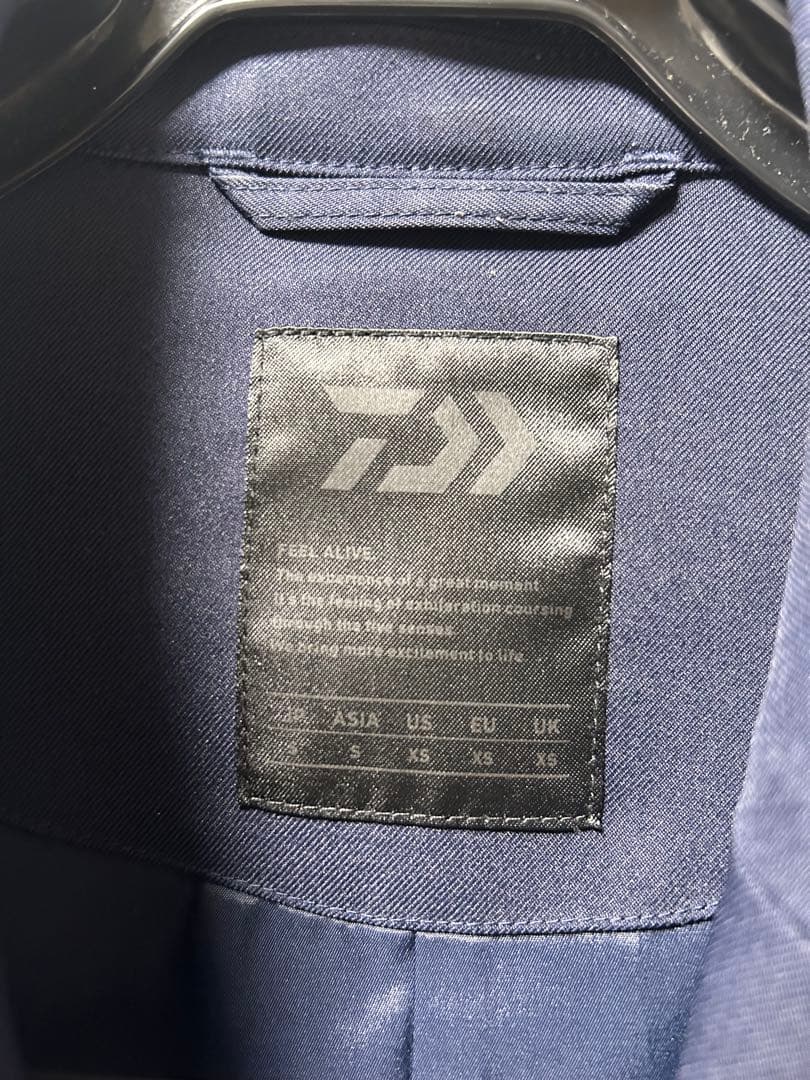 FEEL ALIVE.
The experience of a great moment.
It's the feeling of exhilaration coursing
through the five senses.
We bring more excitement to life.
JP ASIA US EU UK
S S XS XS XS